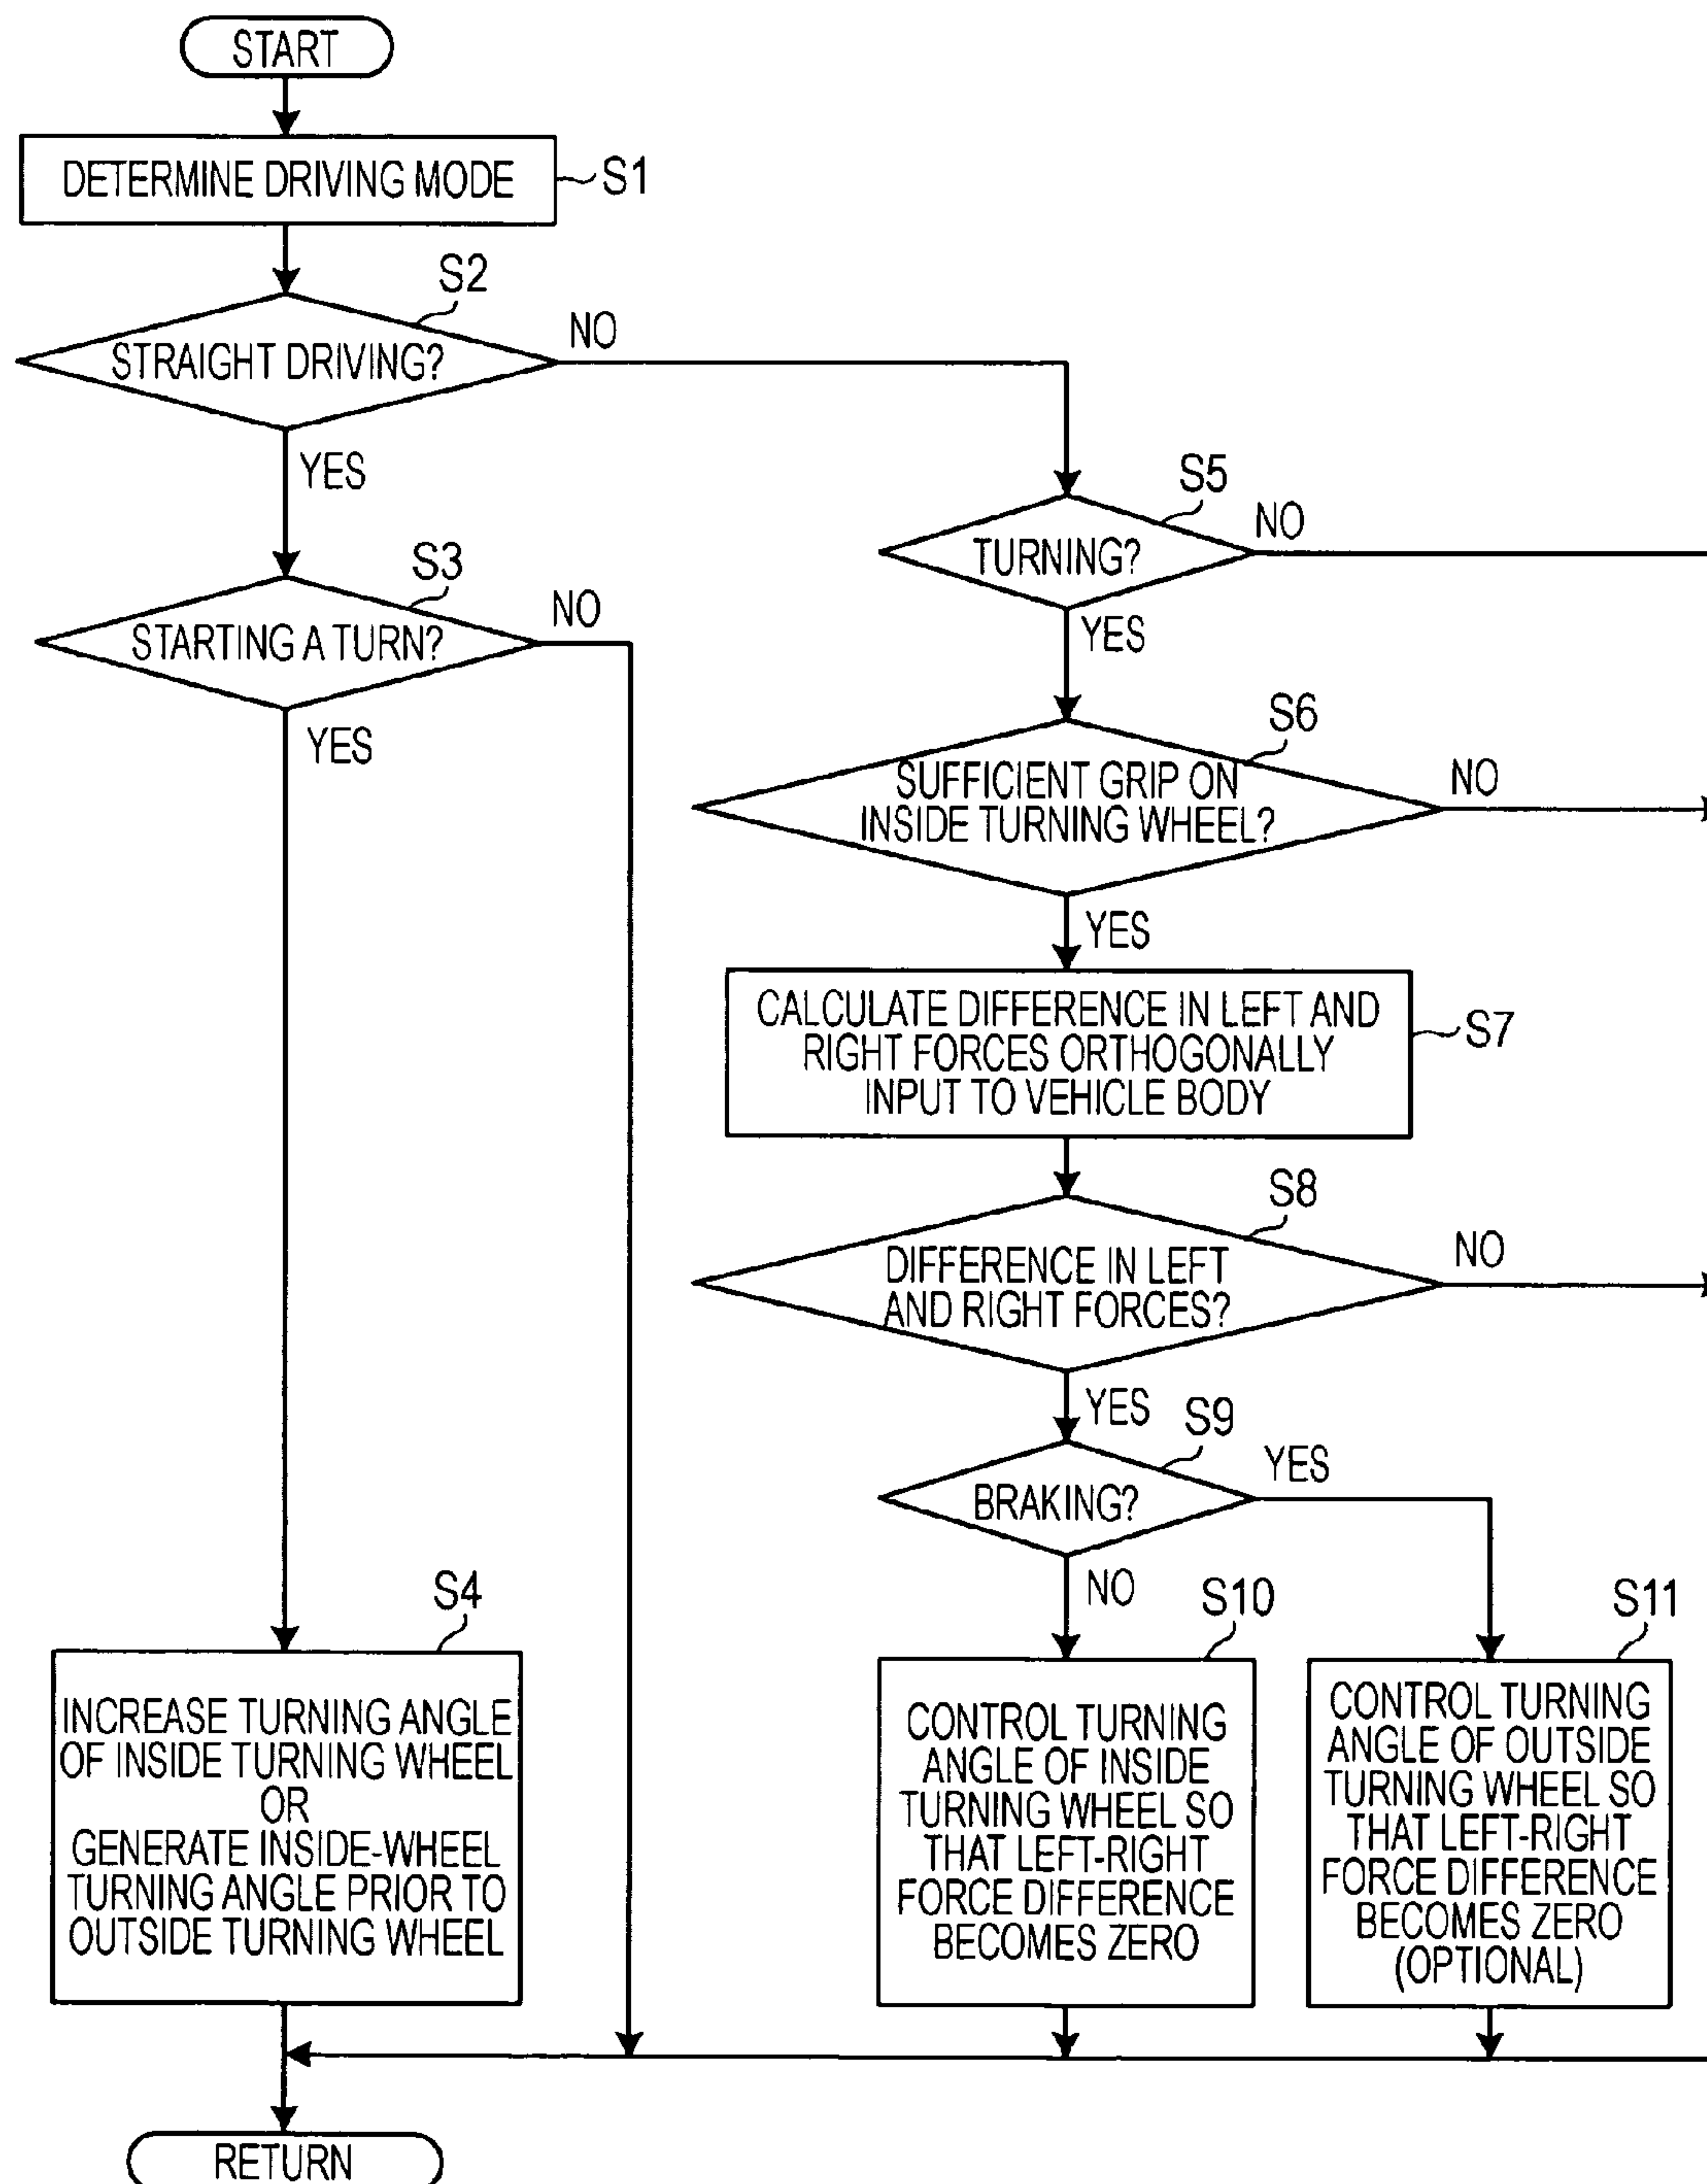 START
DETERMINE DRIVING MODE
S1
S2
STRAIGHT DRIVING?
NO
YES
S3
STARTING A TURN?
NO
YES
S4
INCREASE TURNING ANGLE
OF INSIDE TURNING WHEEL
OR
GENERATE INSIDE-WHEEL
TURNING ANGLE PRIOR TO
OUTSIDE TURNING WHEEL
S5
TURNING?
NO
YES
S6
SUFFICIENT GRIP ON
INSIDE TURNING WHEEL?
NO
YES
CALCULATE DIFFERENCE IN LEFT AND
RIGHT FORCES ORTHOGONALLY
INPUT TO VEHICLE BODY
S7
S8
DIFFERENCE IN LEFT
AND RIGHT FORCES?
NO
YES
S9
BRAKING?
YES
NO
S10
CONTROL TURNING
ANGLE OF INSIDE
TURNING WHEEL SO
THAT LEFT-RIGHT
FORCE DIFFERENCE
BECOMES ZERO
S11
CONTROL TURNING
ANGLE OF OUTSIDE
TURNING WHEEL SO
THAT LEFT-RIGHT
FORCE DIFFERENCE
BECOMES ZERO
(OPTIONAL)
RETURN